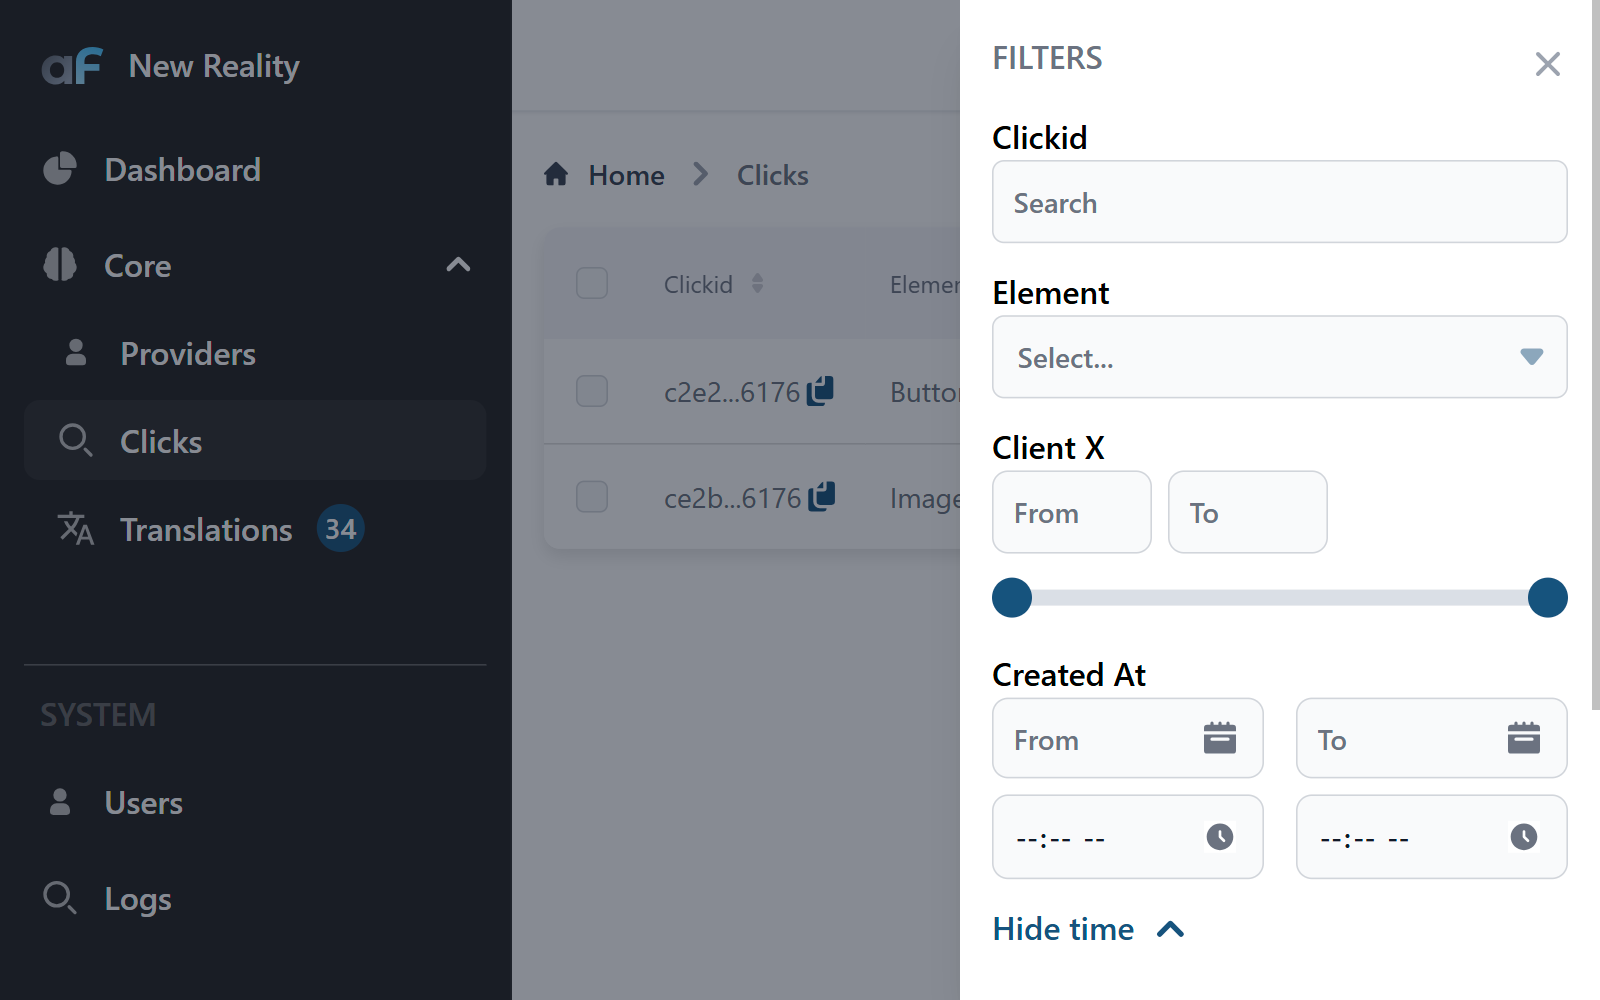 aF New Reality
Dashboard
Core
Providers
Clicks
Translations 34
SYSTEM
Users
Logs
Home Clicks
Clickid Elemen
c2e2...6176 Button
ce2b...6176 Image
FILTERS
Clickid
Search
Element
Select...
Client X
From To
Created At
From To
--:-- -- --:-- --
Hide time